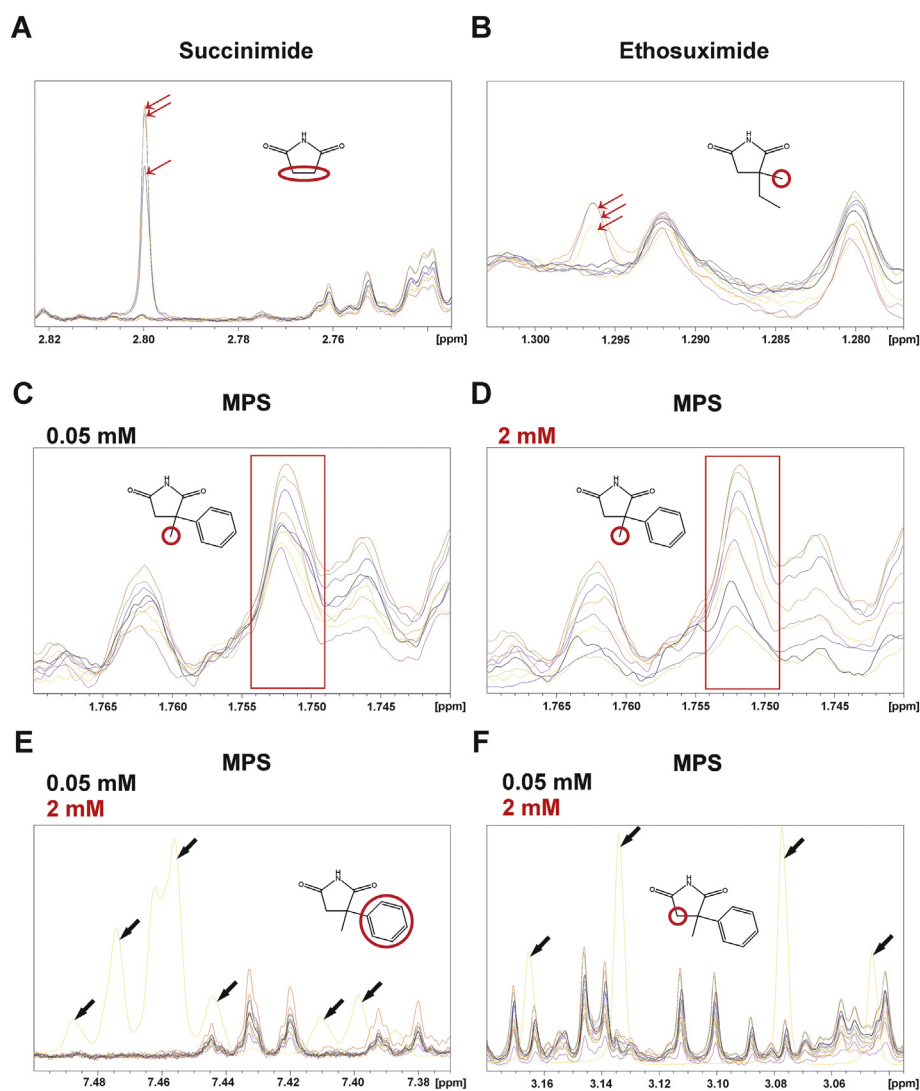 A
Succinimide
H
N
O O
2.82 2.80 2.78 2.76 [ppm]
B
Ethosuximide
H
N
O O
1.300 1.295 1.290 1.285 1.280 [ppm]
C
MPS
0.05 mM
H
N
O O
1.765 1.760 1.755 1.750 1.745 [ppm]
D
MPS
2 mM
H
N
O O
1.765 1.760 1.755 1.750 1.745 [ppm]
E
MPS
0.05 mM
2 mM
H
N
O O
7.48 7.46 7.44 7.42 7.40 7.38 [ppm]
F
MPS
0.05 mM
2 mM
H
N
O O
3.16 3.14 3.12 3.10 3.08 3.06 [ppm]